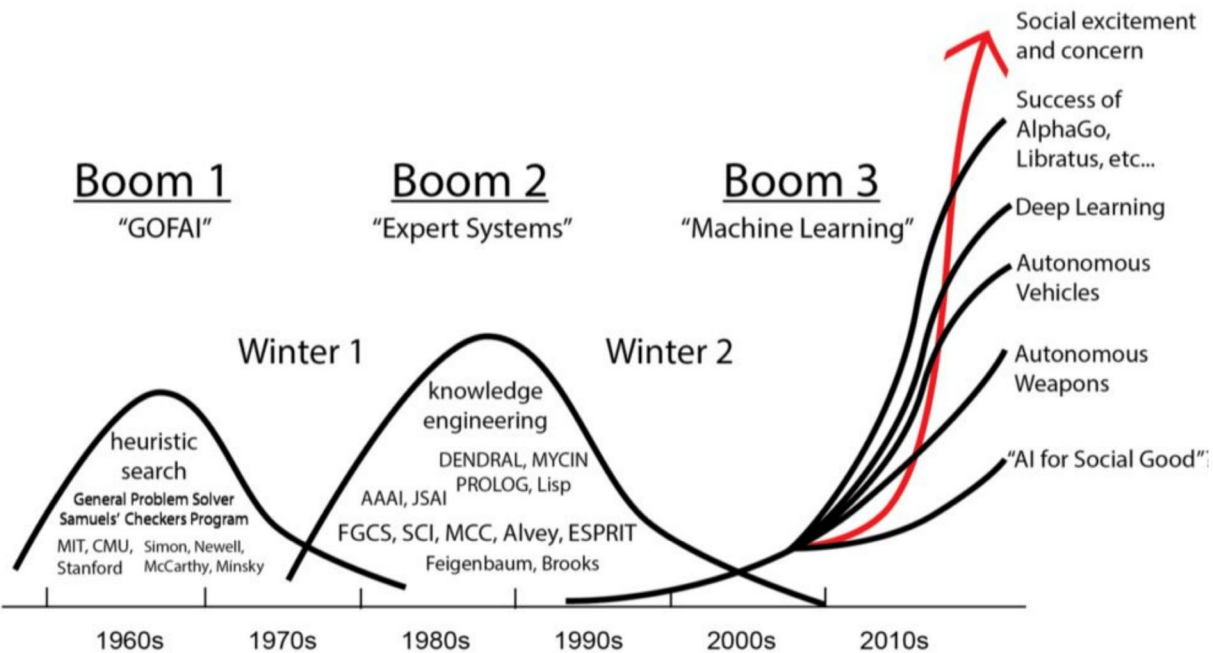 Social excitement
and concern
Success of
AlphaGo,
Libratus, etc...
Boom 1
"GOFAI"
Boom 2
"Expert Systems"
Boom 3
"Machine Learning"
Deep Learning
Autonomous
Vehicles
Winter 1
Winter 2
Autonomous
Weapons
heuristic
search
General Problem Solver
Samuels' Checkers Program
MIT, CMU,
Stanford
Simon, Newell,
McCarthy, Minsky
knowledge
engineering
DENDRAL, MYCIN
PROLOG, Lisp
AAAI, JSAI
FGCS, SCI, MCC, Alvey, ESPRIT
Feigenbaum, Brooks
"AI for Social Good"?
1960s
1970s
1980s
1990s
2000s
2010s